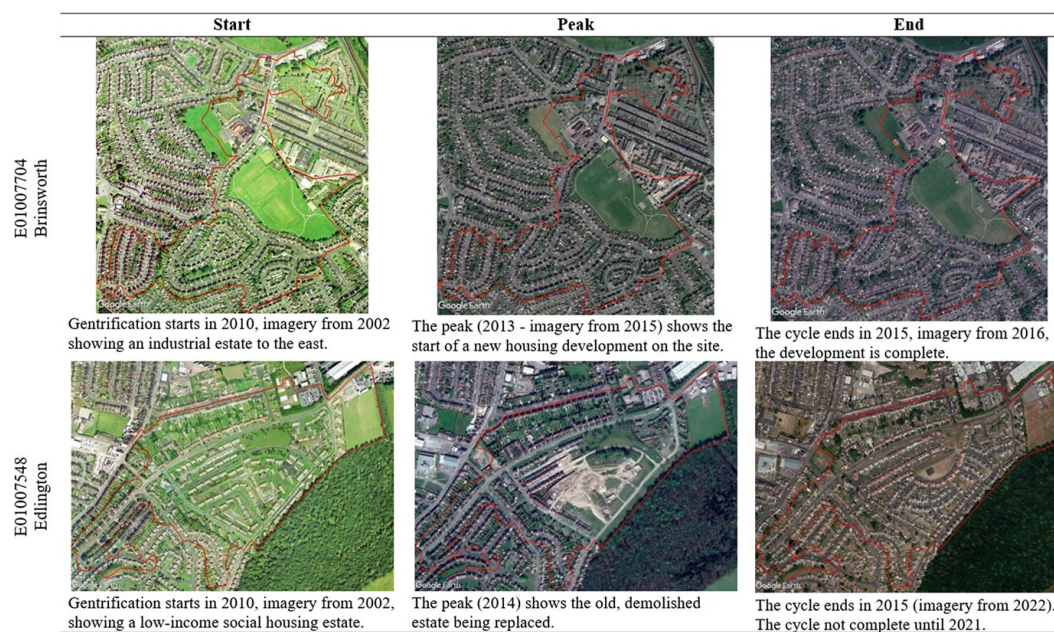 Start Peak End
E01007704
Brinsworth
Google Earth
Google Earth
Google Earth
Gentrification starts in 2010, imagery from 2002
showing an industrial estate to the east.
The peak (2013 - imagery from 2015) shows the
start of a new housing development on the site.
The cycle ends in 2015, imagery from 2016,
the development is complete.
E01007548
Edlington
Google Earth
Google Earth
Google Earth
Gentrification starts in 2010, imagery from 2002,
showing a low-income social housing estate.
The peak (2014) shows the old, demolished
estate being replaced.
The cycle ends in 2015 (imagery from 2022).
The cycle not complete until 2021.